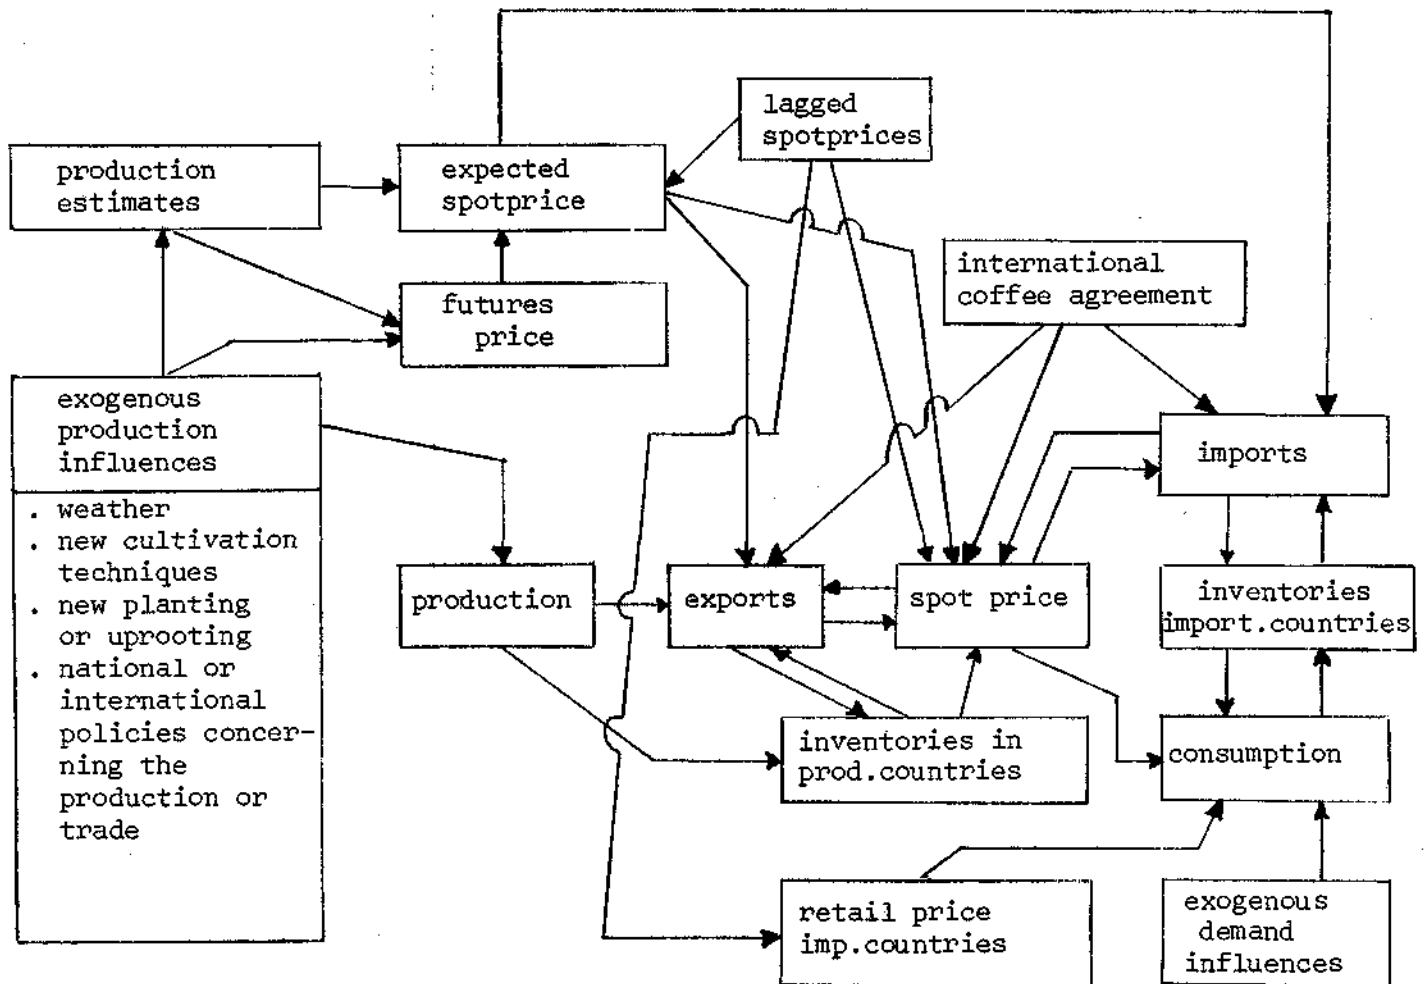 lagged
spotprices
production
estimates
expected
spotprice
international
coffee agreement
futures
price
exogenous
production
influences
. weather
. new cultivation
techniques
. new planting
or uprooting
. national or
international
policies concer-
ning the
production or
trade
imports
production
exports
spot price
inventories
import.countries
inventories in
prod.countries
consumption
retail price
imp.countries
exogenous
demand
influences